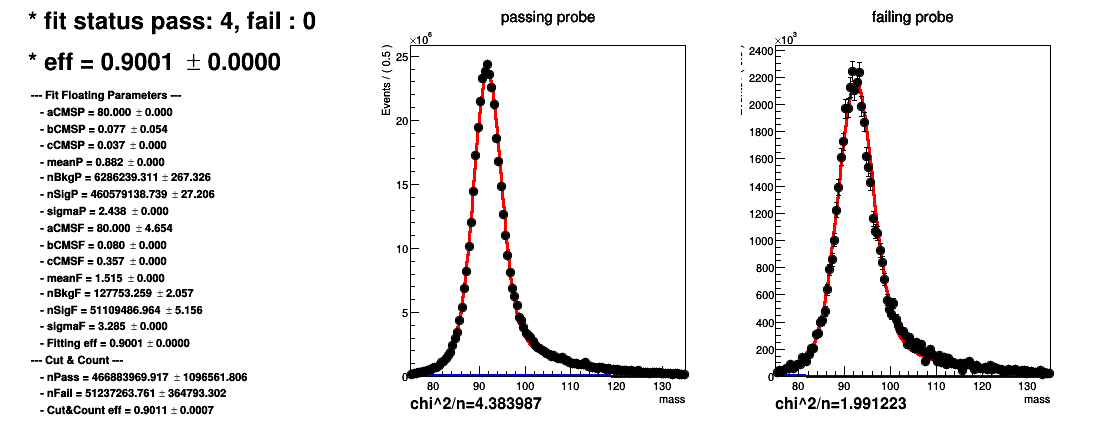 * fit status pass: 4, fail : 0
* eff = 0.9001 ± 0.0000
--- Fit Floating Parameters ---
- aCMSP = 80.000 ± 0.000
- bCMSP = 0.077 ± 0.054
- cCMSP = 0.037 ± 0.000
- meanP = 0.882 ± 0.000
- nBkgP = 6286239.311 ± 267.326
- nSigP = 460579138.739 ± 27.206
- sigmaP = 2.438 ± 0.000
- aCMSF = 80.000 ± 4.654
- bCMSF = 0.080 ± 0.000
- cCMSF = 0.357 ± 0.000
- meanF = 1.515 ± 0.000
- nBkgF = 127753.259 ± 2.057
- nSigF = 51109486.964 ± 5.156
- sigmaF = 3.285 ± 0.000
- Fitting eff = 0.9001 ± 0.0000
--- Cut & Count ---
- nPass = 466883969.917 ± 1096561.806
- nFail = 51237263.761 ± 364793.302
- Cut&Count eff = 0.9011 ± 0.0007
passing probe
×10⁶
Events / ( 0.5 )
25
20
15
10
5
0
80 90 100 110 120 130
mass
chi^2/n=4.383987
failing probe
×10³
2400
2200
2000
1800
1600
1400
1200
1000
800
600
400
200
0
80 90 100 110 120 130
mass
chi^2/n=1.991223